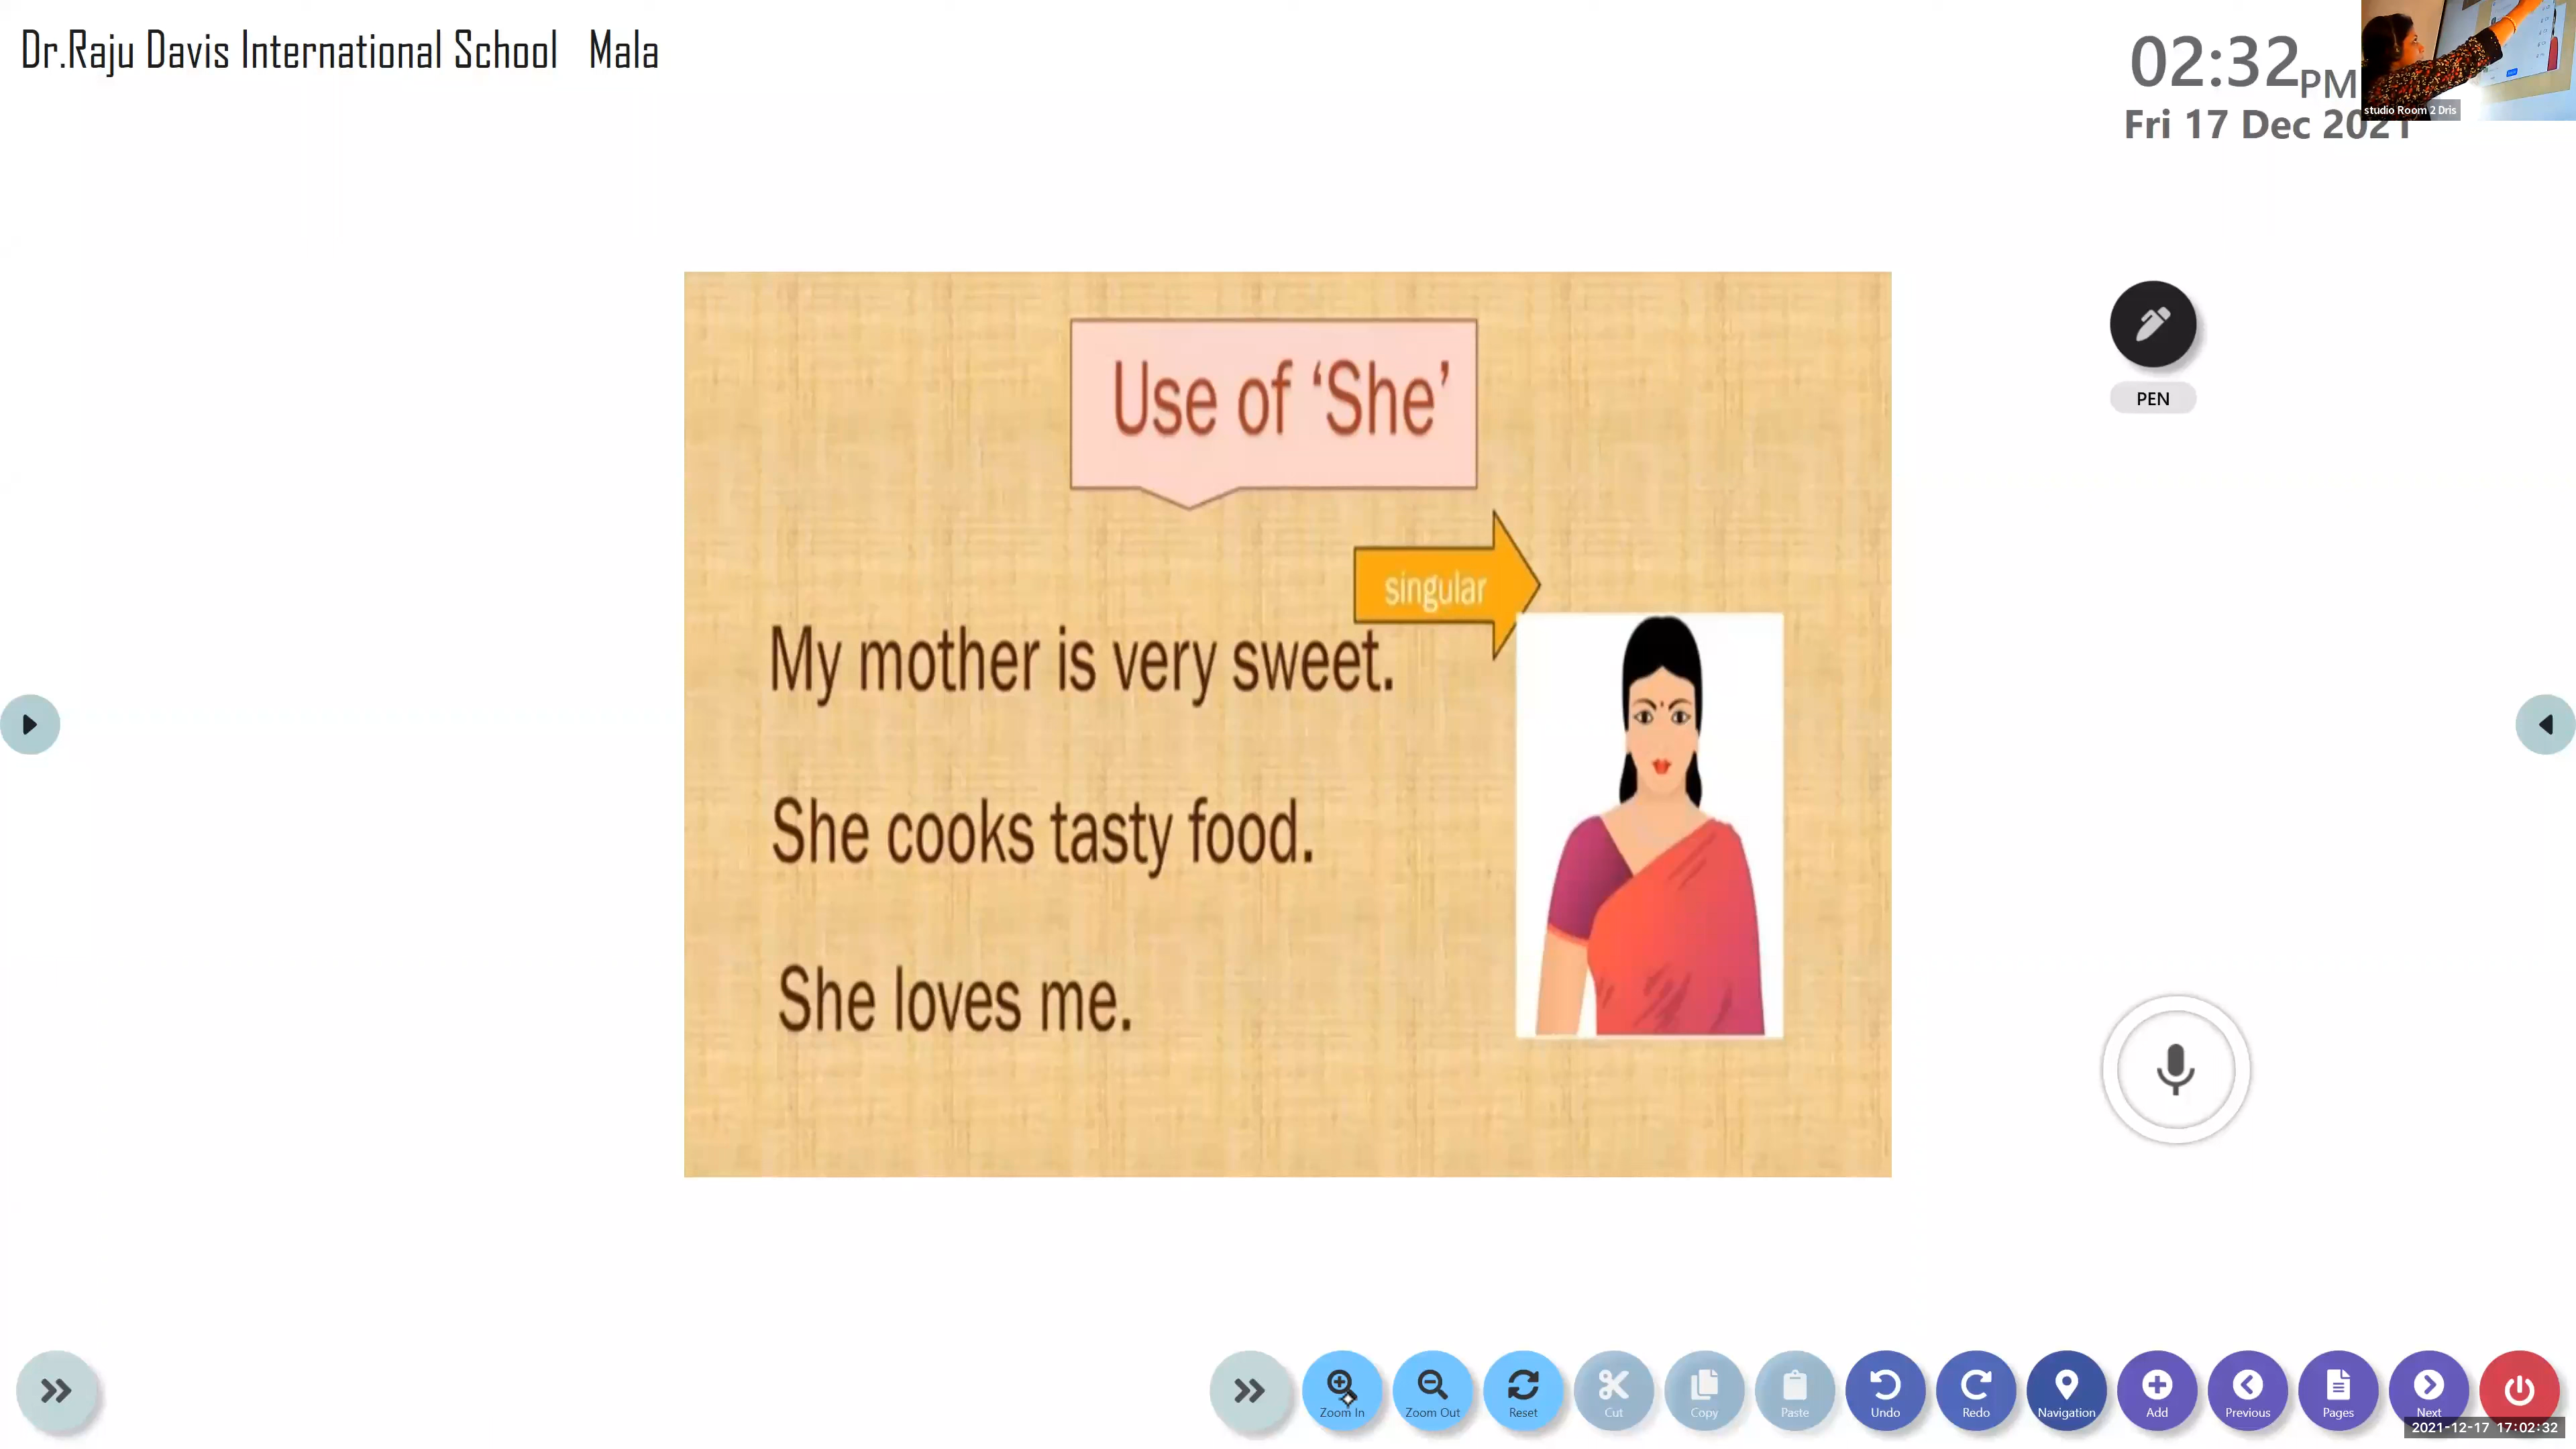 Dr.Raju Davis International School Mala
02:32PM
Fri 17 Dec 2021
studio Room 2 Dris
Use of ‘She’
PEN
singular
My mother is very sweet.
She cooks tasty food.
She loves me.
Zoom In
Zoom Out
Reset
Cut
Copy
Paste
Undo
Redo
Navigation
Add
Previous
Pages
Next
2021-12-17 17:02:32